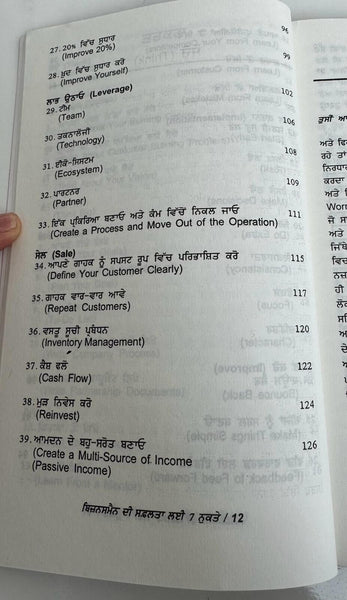 27. 20% ਵਿੱਚ ਸੁਧਾਰ 96
(Improve 20%)
28. ਖ਼ੁਦ ਵਿੱਚ ਸੁਧਾਰ ਕਰੋ 99
(Improve Yourself)
ਲਾਭ ਉਠਾਓ (Leverage)
29. ਟੀਮ 102
(Team)
30. ਤਕਨਾਲੋਜੀ 106
(Technology)
31. ਈਕੋ-ਸਿਸਟਮ 108
(Ecosystem)
32. ਪਾਰਟਨਰ 109
(Partner)
33. ਇੱਕ ਪ੍ਰਕਿਰਿਆ ਬਣਾਓ ਅਤੇ ਕੰਮ ਵਿੱਚੋਂ ਨਿਕਲ ਜਾਓ 111
(Create a Process and Move Out of the Operation)
ਸੇਲ (Sale)
34. ਆਪਣੇ ਗਾਹਕ ਨੂੰ ਸਪਸ਼ਟ ਰੂਪ ਵਿੱਚ ਪਰਿਭਾਸ਼ਿਤ ਕਰੋ 115
(Define Your Customer Clearly)
35. ਗਾਹਕ ਵਾਰ-ਵਾਰ ਆਵੇ 117
(Repeat Customers)
36. ਵਸਤੂ ਸੂਚੀ ਪ੍ਰਬੰਧਨ 120
(Inventory Management)
37. ਕੈਸ਼ ਫਲੋ 122
(Cash Flow)
38. ਮੁੜ ਨਿਵੇਸ਼ ਕਰੋ 124
(Reinvest)
39. ਆਮਦਨ ਦੇ ਬਹੁ-ਸਰੋਤ ਬਣਾਓ 126
(Create a Multi-Source of Income
(Passive Income)
ਬਿਜ਼ਨਸਮੈਨ ਦੀ ਸਫ਼ਲਤਾ ਲਈ 7 ਨੁਕਤੇ / 12